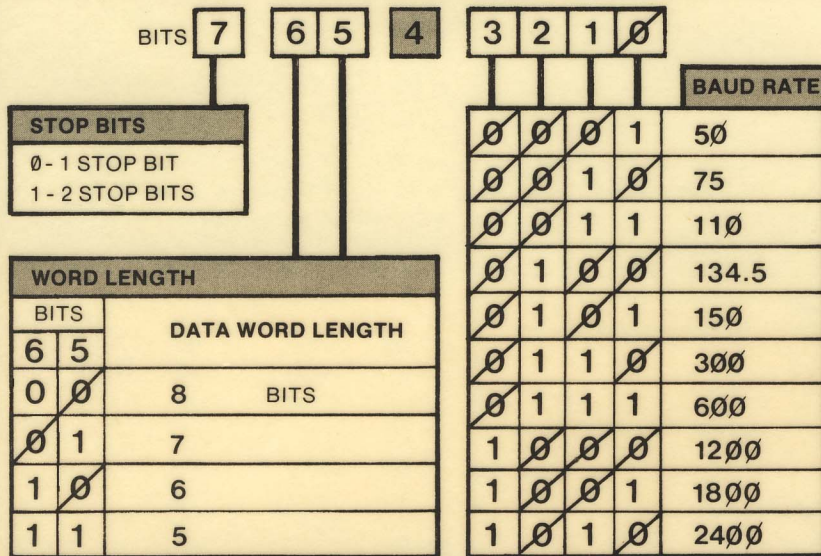 BITS 7 6 5 4 3 2 1 Ø
STOP BITS
Ø - 1 STOP BIT
1 - 2 STOP BITS
WORD LENGTH
BITS
6 5 DATA WORD LENGTH
0 Ø 8 BITS
Ø 1 7
1 Ø 6
1 1 5
BAUD RATE
Ø Ø Ø 1 5Ø
Ø Ø 1 Ø 75
Ø Ø 1 1 11Ø
Ø 1 Ø Ø 134.5
Ø 1 Ø 1 15Ø
Ø 1 1 Ø 3ØØ
Ø 1 1 1 6ØØ
1 Ø Ø Ø 12ØØ
1 Ø Ø 1 18ØØ
1 Ø 1 Ø 24ØØ